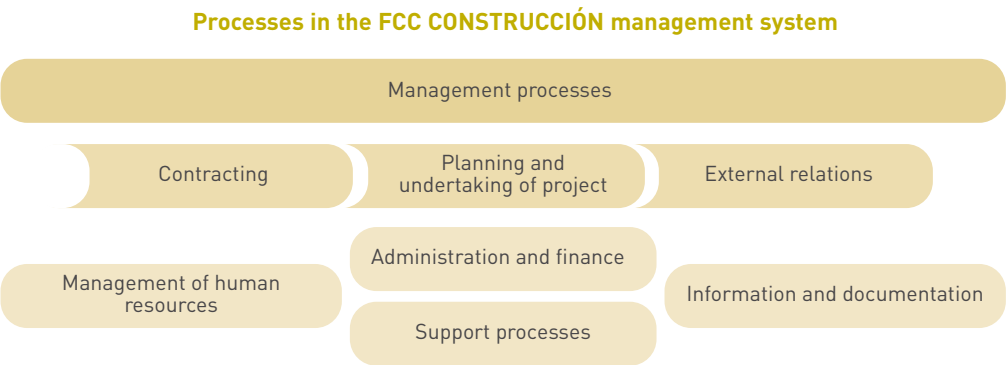 Processes in the FCC CONSTRUCCIÓN management system
Management processes
Contracting
Planning and
undertaking of project
External relations
Management of human
resources
Administration and finance
Support processes
Information and documentation